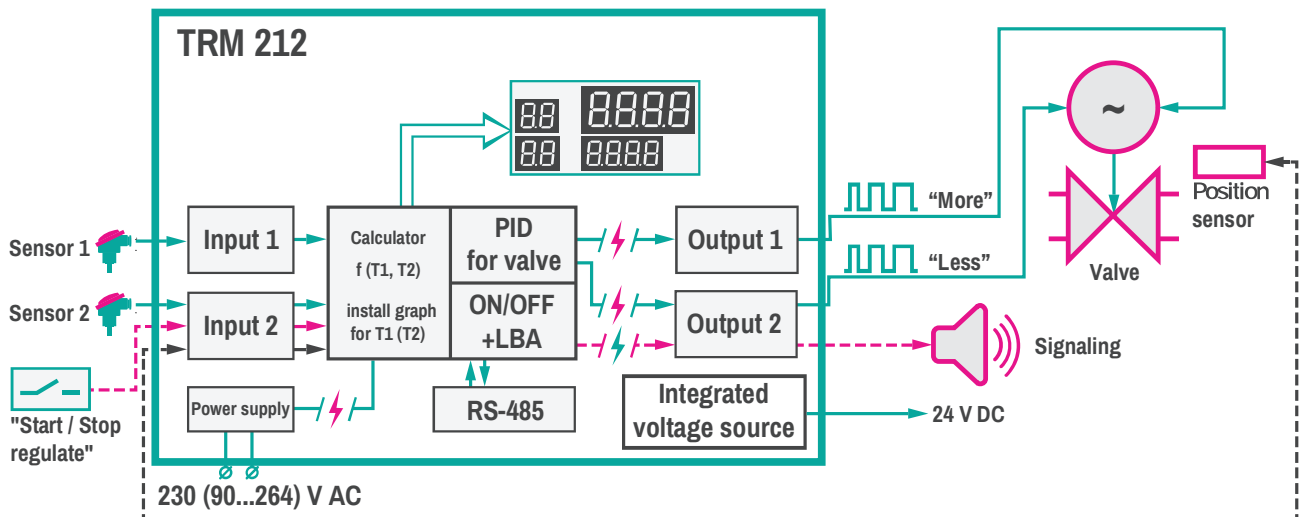 TRM 212
8.8
8.8.8.8
8.8
8.8.8.8
Sensor 1
Input 1
Calculator
f (T1, T2)
install graph
for T1 (T2)
PID
for valve
Output 1
“More”
~
Position
sensor
Valve
Sensor 2
Input 2
ON/OFF
+LBA
Output 2
“Less”
Signaling
"Start / Stop
regulate"
Power supply
RS-485
Integrated
voltage source
24 V DC
230 (90...264) V AC